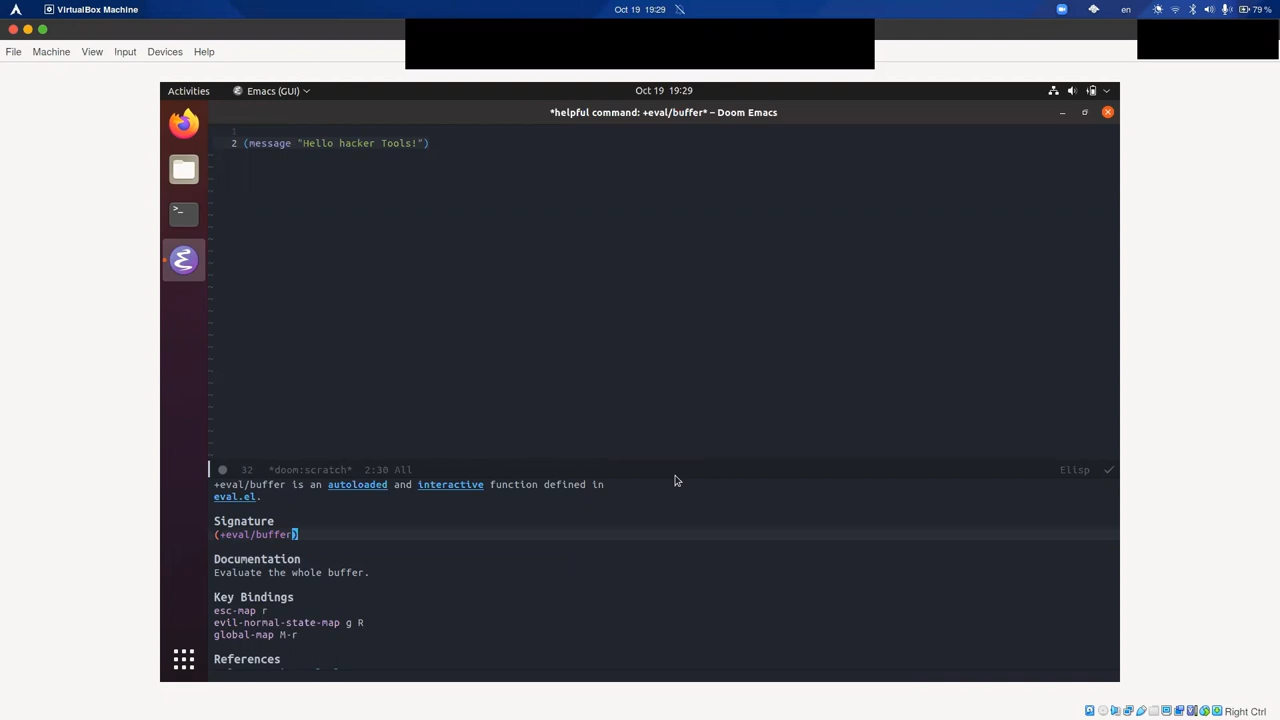 VirtualBox Machine
Oct 19 19:29
en
79 %
File Machine View Input Devices Help
Activities
Emacs (GUI)
Oct 19 19:29
*helpful command: +eval/buffer* – Doom Emacs
2 (message "Hello hacker Tools!")
32 *doom:scratch* 2:30 All
Elisp
+eval/buffer is an autoloaded and interactive function defined in
eval.el.
Signature
(+eval/buffer)
Documentation
Evaluate the whole buffer.
Key Bindings
esc-map r
evil-normal-state-map g R
global-map M-r
References
Right Ctrl